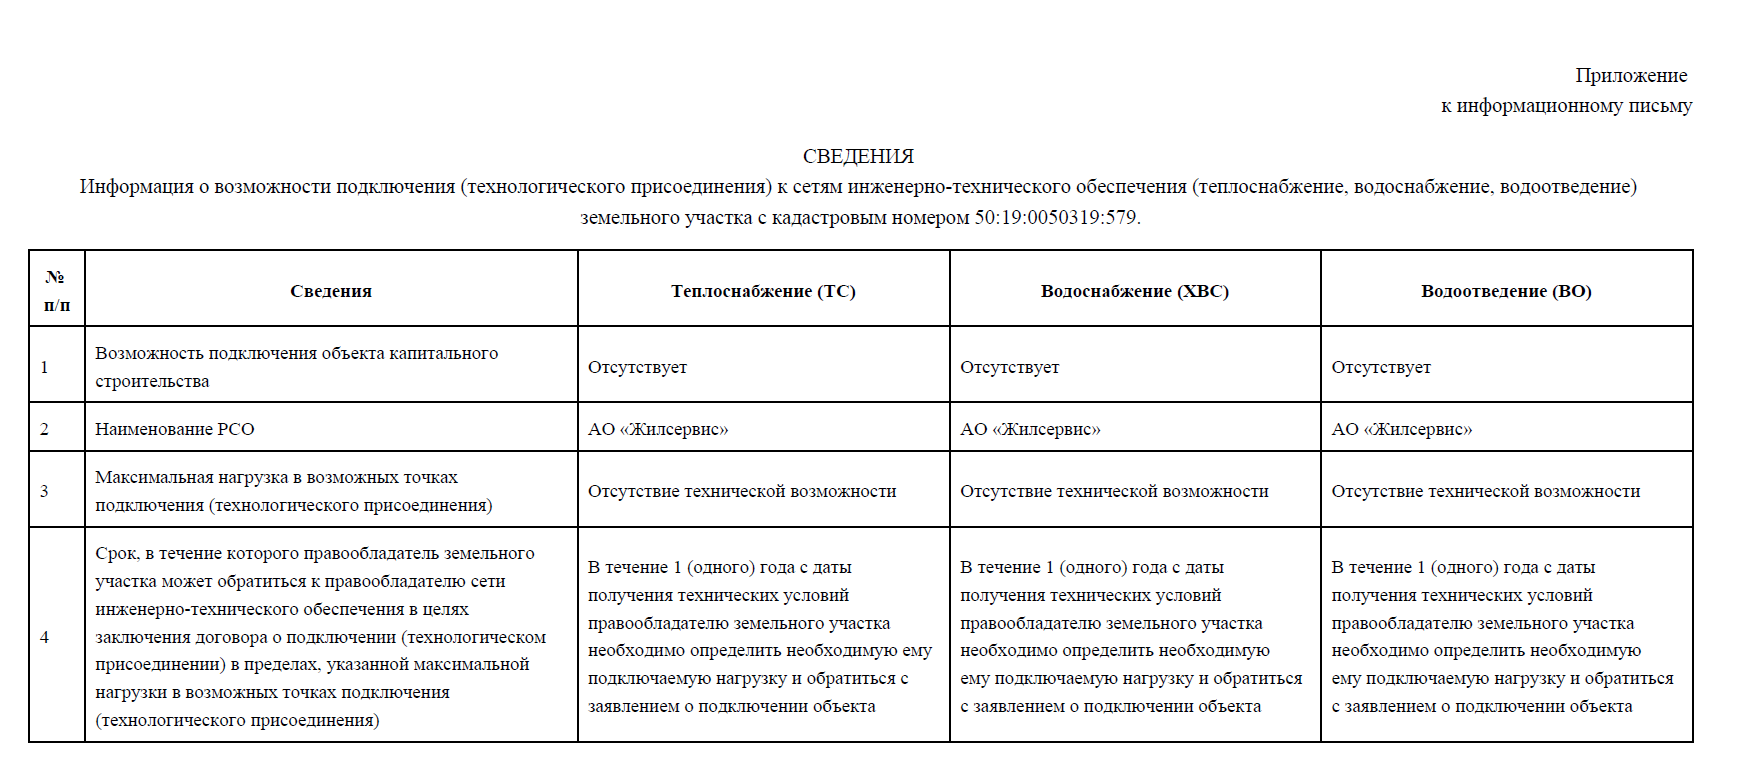 Приложение
к информационному письму
СВЕДЕНИЯ
Информация о возможности подключения (технологического присоединения) к сетям инженерно-технического обеспечения (теплоснабжение, водоснабжение, водоотведение)
земельного участка с кадастровым номером 50:19:0050319:579.
№
п/п
Сведения
Теплоснабжение (ТС)
Водоснабжение (ХВС)
Водоотведение (ВО)
1
Возможность подключения объекта капитального
строительства
Отсутствует
Отсутствует
Отсутствует
2
Наименование РСО
АО «Жилсервис»
АО «Жилсервис»
АО «Жилсервис»
3
Максимальная нагрузка в возможных точках
подключения (технологического присоединения)
Отсутствие технической возможности
Отсутствие технической возможности
Отсутствие технической возможности
4
Срок, в течение которого правообладатель земельного
участка может обратиться к правообладателю сети
инженерно-технического обеспечения в целях
заключения договора о подключении (технологическом
присоединении) в пределах, указанной максимальной
нагрузки в возможных точках подключения
(технологического присоединения)
В течение 1 (одного) года с даты
получения технических условий
правообладателю земельного участка
необходимо определить необходимую ему
подключаемую нагрузку и обратиться с
заявлением о подключении объекта
В течение 1 (одного) года с даты
получения технических условий
правообладателю земельного участка
необходимо определить необходимую
ему подключаемую нагрузку и обратиться
с заявлением о подключении объекта
В течение 1 (одного) года с даты
получения технических условий
правообладателю земельного участка
необходимо определить необходимую
ему подключаемую нагрузку и обратиться
с заявлением о подключении объекта